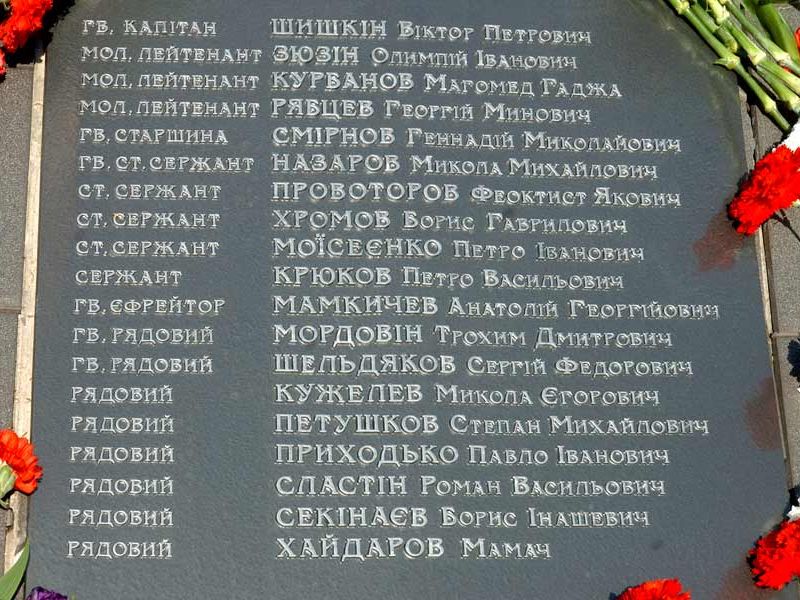 ГВ. КАПІТАН ШИШКІН ВІКТОР ПЕТРОВИЧ
МОЛ. ЛЕЙТЕНАНТ ЗЮЗІН ОЛИМПІЙ ІВАНОВИЧ
МОЛ. ЛЕЙТЕНАНТ КУРБАНОВ МАГОМЕД ГАДЖА
МОЛ. ЛЕЙТЕНАНТ РЯБЦЕВ ГЕОРГІЙ МИНОВИЧ
ГВ. СТАРШИНА СМІРНОВ ГЕННАДІЙ МИКОЛАЙОВИЧ
ГВ. СТ. СЕРЖАНТ НАЗАРОВ МИКОЛА МИХАЙЛОВИЧ
СТ. СЕРЖАНТ ПРОВОТОРОВ ФЕОКТИСТ ЯКОВИЧ
СТ. СЕРЖАНТ ХРОМОВ БОРИС ГАВРИЛОВИЧ
СТ. СЕРЖАНТ МОЇСЕЄНКО ПЕТРО ІВАНОВИЧ
СЕРЖАНТ КРЮКОВ ПЕТРО ВАСИЛЬОВИЧ
ГВ. ЄФРЕЙТОР МАМКИЧЕВ АНАТОЛІЙ ГЕОРГІЙОВИЧ
ГВ. РЯДОВИЙ МОРДОВІН ТРОХИМ ДМИТРОВИЧ
ГВ. РЯДОВИЙ ШЕЛЬДЯКОВ СЕРГІЙ ФЕДОРОВИЧ
РЯДОВИЙ КУЖЕЛЕВ МИКОЛА ЄГОРОВИЧ
РЯДОВИЙ ПЕТУШКОВ СТЕПАН МИХАЙЛОВИЧ
РЯДОВИЙ ПРИХОДЬКО ПАВЛО ІВАНОВИЧ
РЯДОВИЙ СЛАСТІН РОМАН ВАСИЛЬОВИЧ
РЯДОВИЙ СЕКІНАЄВ БОРИС ІНАШЕВИЧ
РЯДОВИЙ ХАЙДАРОВ МАМАЧ